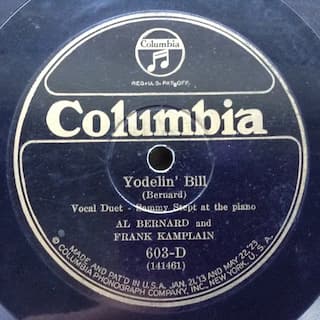 Columbia
REG. U.S. PAT. OFF.
Columbia
Yodelin' Bill
(Bernard)
Vocal Duet - Sammy Stept at the piano
AL BERNARD and
FRANK KAMPLAIN
603-D
(141461)
MADE AND PAT'D IN U.S.A. JAN. 21,'13 AND MAY 22,'23
© COLUMBIA PHONOGRAPH COMPANY, INC., NEW YORK, U.S.A.